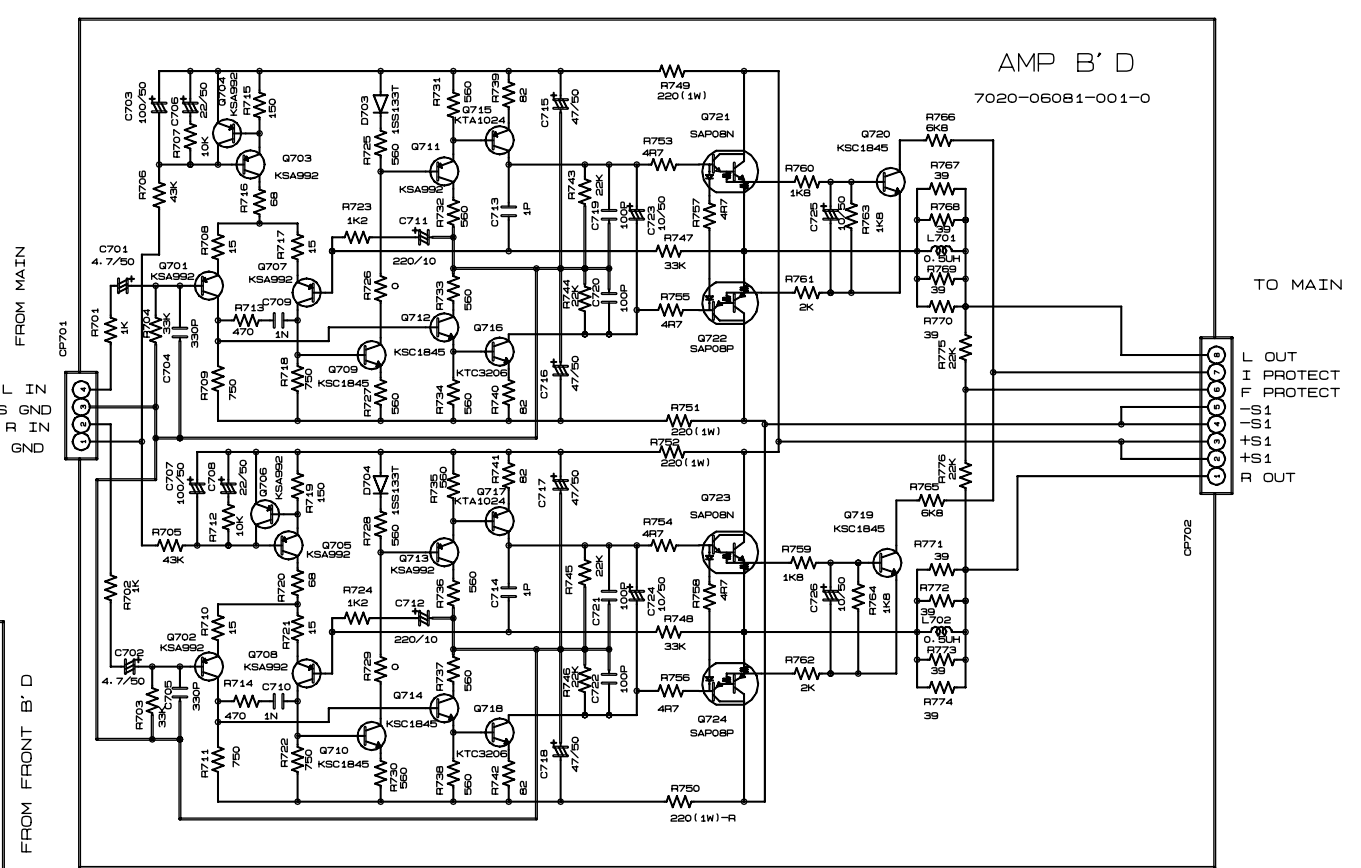 AMP B' D
7020-06081-001-0
FROM MAIN
FROM FRONT B' D
TO MAIN
CP701
L IN
S GND
R IN
GND
4
3
2
1
CP702
8
7
6
5
4
3
2
1
L OUT
I PROTECT
F PROTECT
-S1
-S1
+S1
+S1
R OUT
C703
100/50
C706
22/50
R707
10K
Q704
KSA992
R715
150
Q703
KSA992
R706
43K
R716
68
D703
1SS133T
R725
560
Q711
KSA992
R731
560
Q715
KTA1024
R739
82
C715
47/50
R749
220(1W)
R723
1K2
C711
220/10
R732
560
C713
1P
R743
22K
C719
100P
C723
10/50
R753
4R7
Q721
SAP08N
R757
4R7
R747
33K
R755
4R7
Q722
SAP08P
R760
1K8
C725
10/50
R763
1K8
Q720
KSC1845
R761
2K
R766
6K8
R767
39
R768
39
L701
0.5UH
R769
39
R770
39
R775
22K
C701
4.7/50
R701
1K
R704
33K
C704
330P
Q701
KSA992
R708
15
R717
15
Q707
KSA992
R713
470
C709
1N
R709
750
R718
750
R726
0
Q709
KSC1845
R727
560
Q712
KSC1845
R733
560
R734
560
Q716
KTC3206
R740
82
R744
22K
C720
100P
C716
47/50
R751
220(1W)
R752
220(1W)
C707
100/50
C708
22/50
R712
10K
Q706
KSA992
R719
150
Q705
KSA992
R705
43K
R720
68
D704
1SS133T
R728
560
Q713
KSA992
R735
560
Q717
KTA1024
R741
82
C717
47/50
R724
1K2
C712
220/10
R736
560
C714
1P
R745
22K
C721
100P
C724
10/50
R754
4R7
Q723
SAP08N
R758
4R7
R748
33K
R756
4R7
Q724
SAP08P
R759
1K8
C726
10/50
R764
1K8
Q719
KSC1845
R762
2K
R765
6K8
R776
22K
R771
39
R772
39
L702
0.5UH
R773
39
R774
39
R702
1K
C702
4.7/50
R703
33K
C705
330P
Q702
KSA992
R710
15
R721
15
Q708
KSA992
R714
470
C710
1N
R711
750
R722
750
R729
0
Q710
KSC1845
R730
560
Q714
KSC1845
R737
560
R738
560
Q718
KTC3206
R742
82
R746
22K
C722
100P
C718
47/50
R750
220(1W)-R